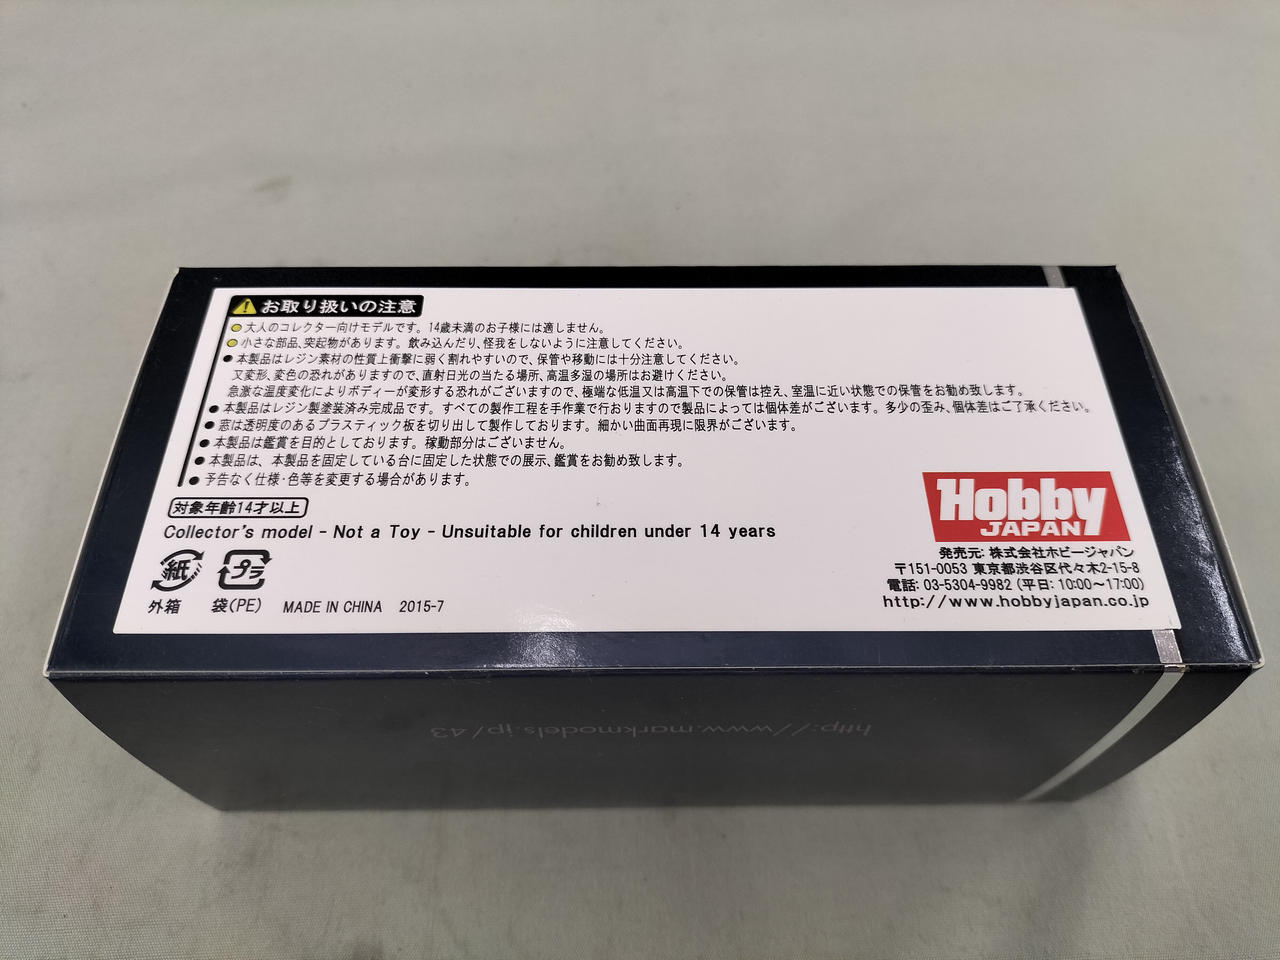 お取り扱いの注意
●大人のコレクター向けモデルです。14歳未満のお子様には適しません。
●小さな部品、突起物があります。飲み込んだり、怪我をしないように注意してください。
●本製品はレジン素材の性質上衝撃に弱く割れやすいので、保管や移動には十分注意してください。
又変形、変色の恐れがありますので、直射日光の当たる場所、高温多湿の場所はお避けください。
急激な温度変化によりボディーが変形する恐れがございますので、極端な低温又は高温下での保管は控え、室温に近い状態での保管をお勧め致します。
●本製品はレジン製塗装済み完成品です。すべての製作工程を手作業で行おりますので製品によっては個体差がございます。多少の歪み、個体差はご了承ください。
●窓は透明度のあるプラスティック板を切り出して製作しております。細かい曲面再現に限界がございます。
●本製品は鑑賞を目的としております。稼動部分はございません。
●本製品は、本製品を固定している台に固定した状態での展示、鑑賞をお勧め致します。
●予告なく仕様・色等を変更する場合があります。
対象年齢14才以上
Collector's model - Not a Toy - Unsuitable for children under 14 years
紙 プラ
外箱 袋(PE) MADE IN CHINA 2015-7
Hobby
JAPAN
発売元: 株式会社ホビージャパン
〒151-0053 東京都渋谷区代々木2-15-8
電話: 03-5304-9982 (平日: 10:00～17:00)
http://www.hobbyjapan.co.jp
http://www.markmodels.jp/43